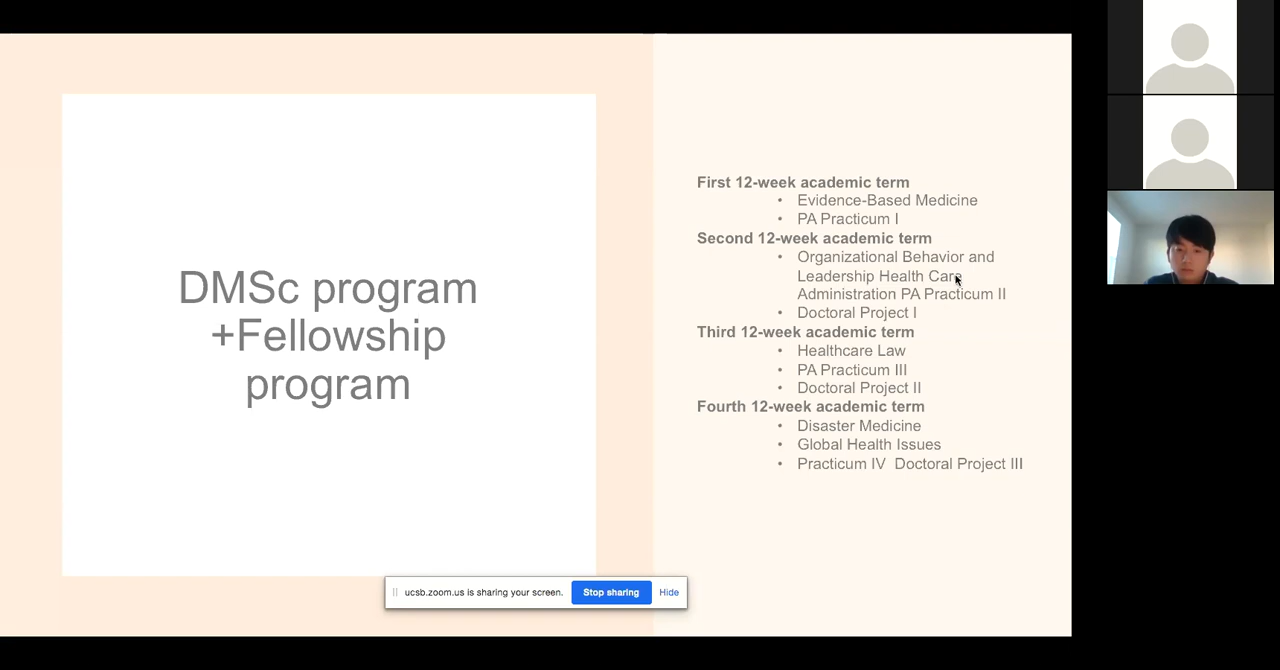 DMSc program
+Fellowship
program
First 12-week academic term
• Evidence-Based Medicine
• PA Practicum I
Second 12-week academic term
• Organizational Behavior and
Leadership Health Care
Administration PA Practicum II
• Doctoral Project I
Third 12-week academic term
• Healthcare Law
• PA Practicum III
• Doctoral Project II
Fourth 12-week academic term
• Disaster Medicine
• Global Health Issues
• Practicum IV  Doctoral Project III
ucsb.zoom.us is sharing your screen. Stop sharing Hide